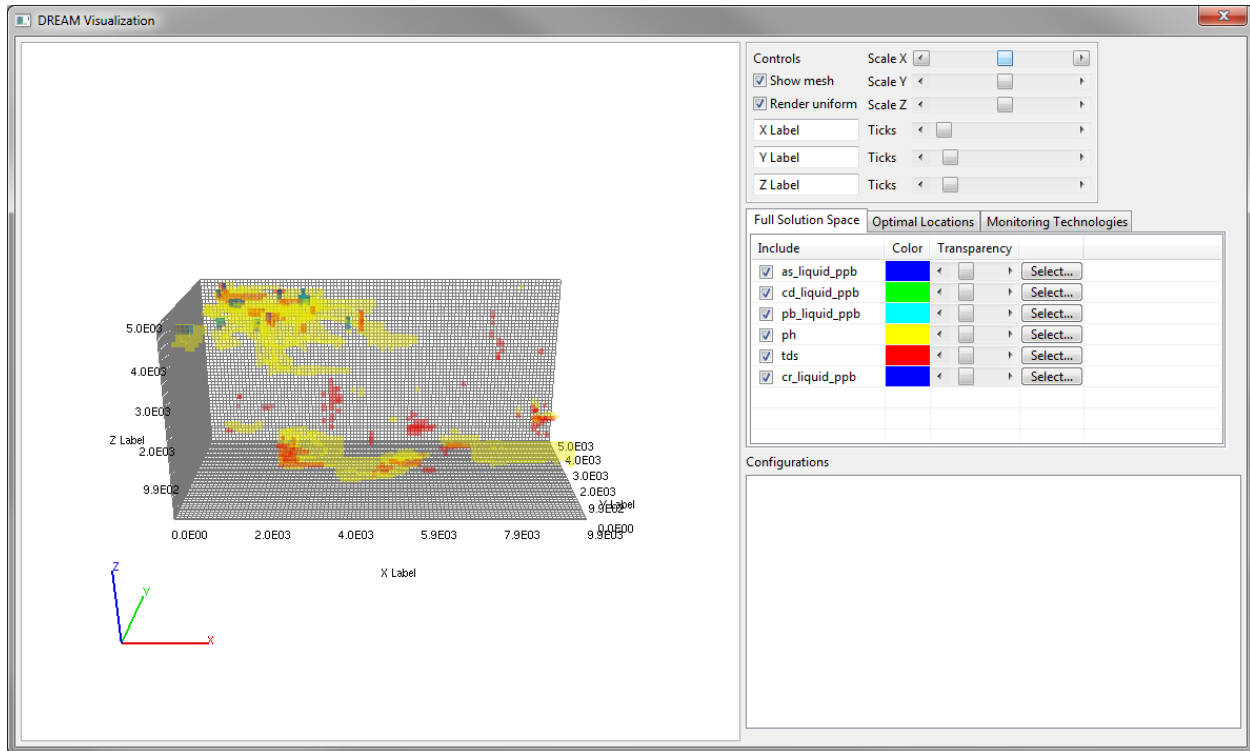 DREAM Visualization
Controls Scale X
Show mesh Scale Y
Render uniform Scale Z
X Label Ticks
Y Label Ticks
Z Label Ticks
Full Solution Space Optimal Locations Monitoring Technologies
Include Color Transparency
as_liquid_ppb Select...
cd_liquid_ppb Select...
pb_liquid_ppb Select...
ph Select...
tds Select...
cr_liquid_ppb Select...
Configurations
5.0E03
4.0E03
3.0E03
Z Label
2.0E03
9.9E02
5.0E03
4.0E03
3.0E03
2.0E03
9.9E02
Y Label
0.0E00
0.0E00 2.0E03 4.0E03 5.9E03 7.9E03 9.9E03
X Label
Z
Y
X